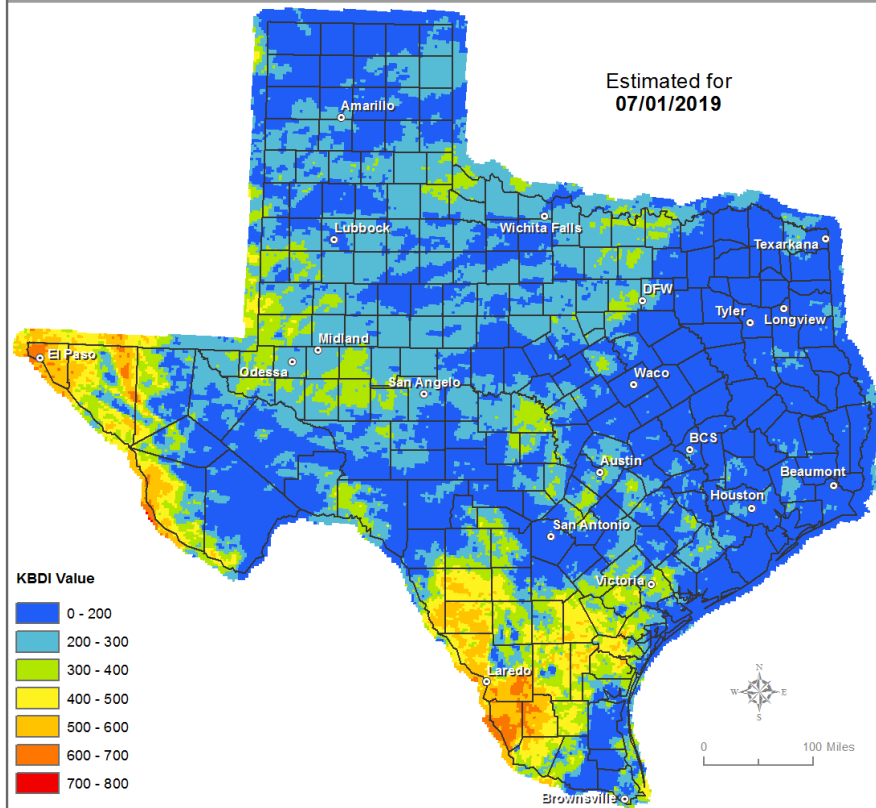 Estimated for
07/01/2019
Amarillo
Lubbock
Wichita Falls
Texarkana
DFW
Tyler
Longview
Midland
El Paso
Odessa
San Angelo
Waco
BCS
Austin
Beaumont
Houston
San Antonio
Victoria
Laredo
Brownsville
KBDI Value
0 - 200
200 - 300
300 - 400
400 - 500
500 - 600
600 - 700
700 - 800
N
W E
S
0 100 Miles